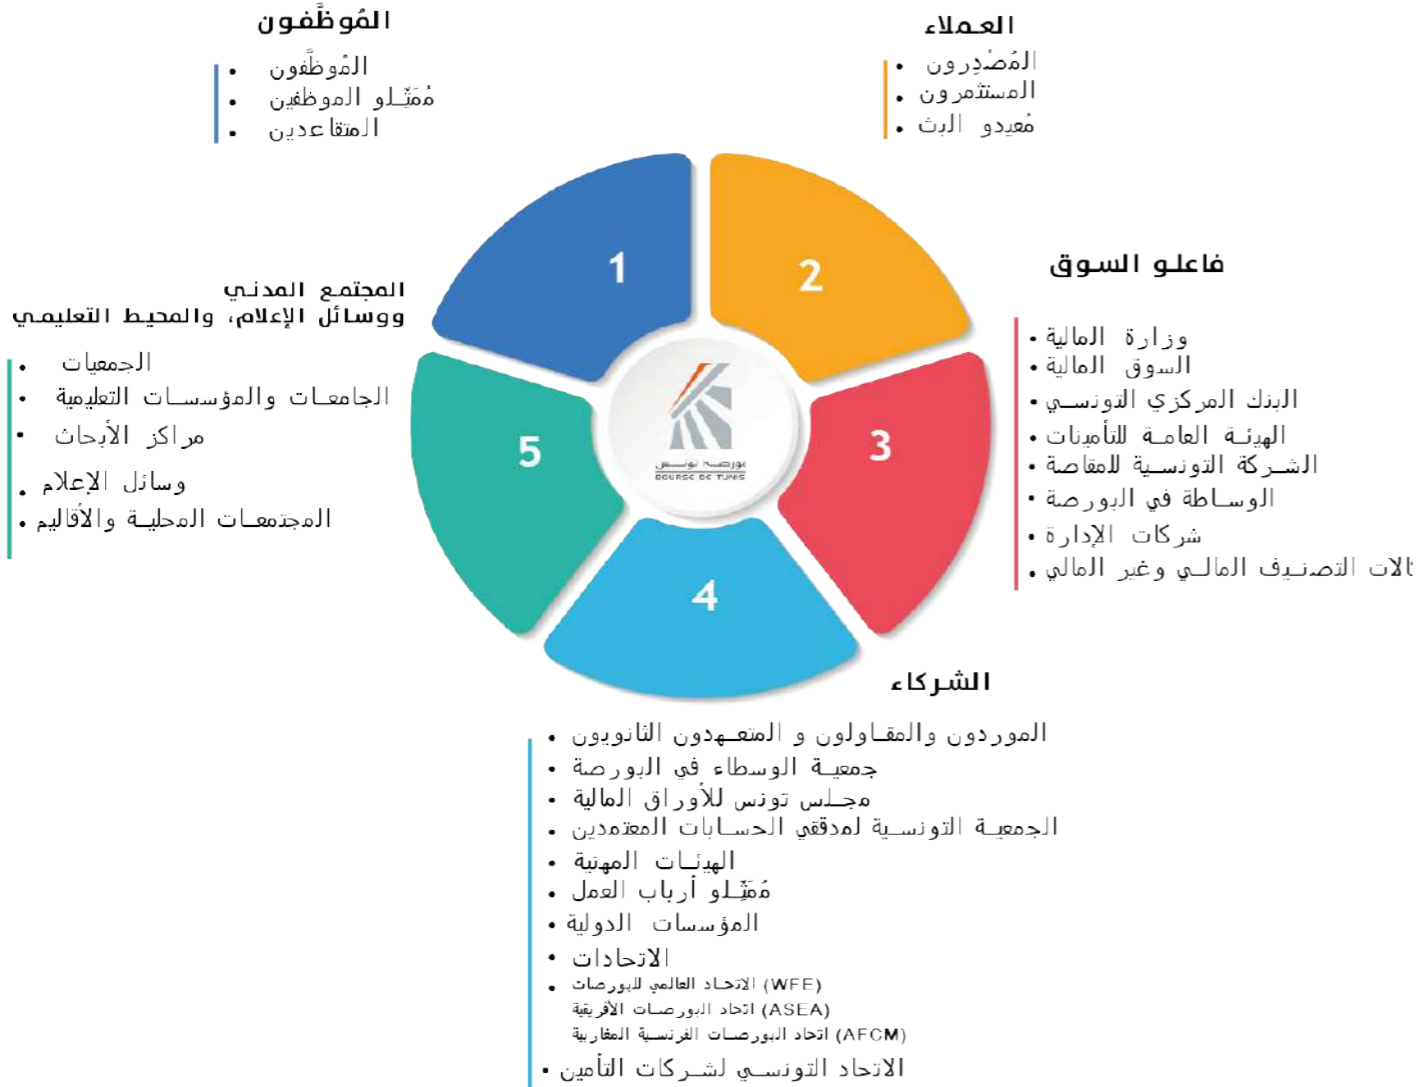 المُوظَّفون
المُوظَّفون
مُمَثِّلو الموظفين
المتقاعدين
العملاء
المُصْدِرون
المستثمرون
مُعيدو البث
1
2
3
4
5
بورصة تونس
BOURSE DE TUNIS
فاعلو السوق
وزارة المالية
السوق المالية
البنك المركزي التونسي
الهيئة العامة للتأمينات
الشركة التونسية للمقاصة
الوساطة في البورصة
شركات الإدارة
كالات التصنيف المالي وغير المالي
الشركاء
الموردون والمقاولون و المتعهدون الثانويون
جمعية الوسطاء في البورصة
مجلس تونس للأوراق المالية
الجمعية التونسية لمدققي الحسابات المعتمدين
الهيئات المهنية
مُمَثِّلو أرباب العمل
المؤسسات الدولية
الاتحادات
(WFE) الاتحاد العالمي للبورصات
(ASEA) اتحاد البورصات الأفريقية
(AFCM) اتحاد البورصات الفرنسية المغاربية
الاتحاد التونسي لشركات التأمين
المجتمع المدني
ووسائل الإعلام، والمحيط التعليمي
الجمعيات
الجامعات والمؤسسات التعليمية
مراكز الأبحاث
وسائل الإعلام
المجتمعات المحلية والأقاليم